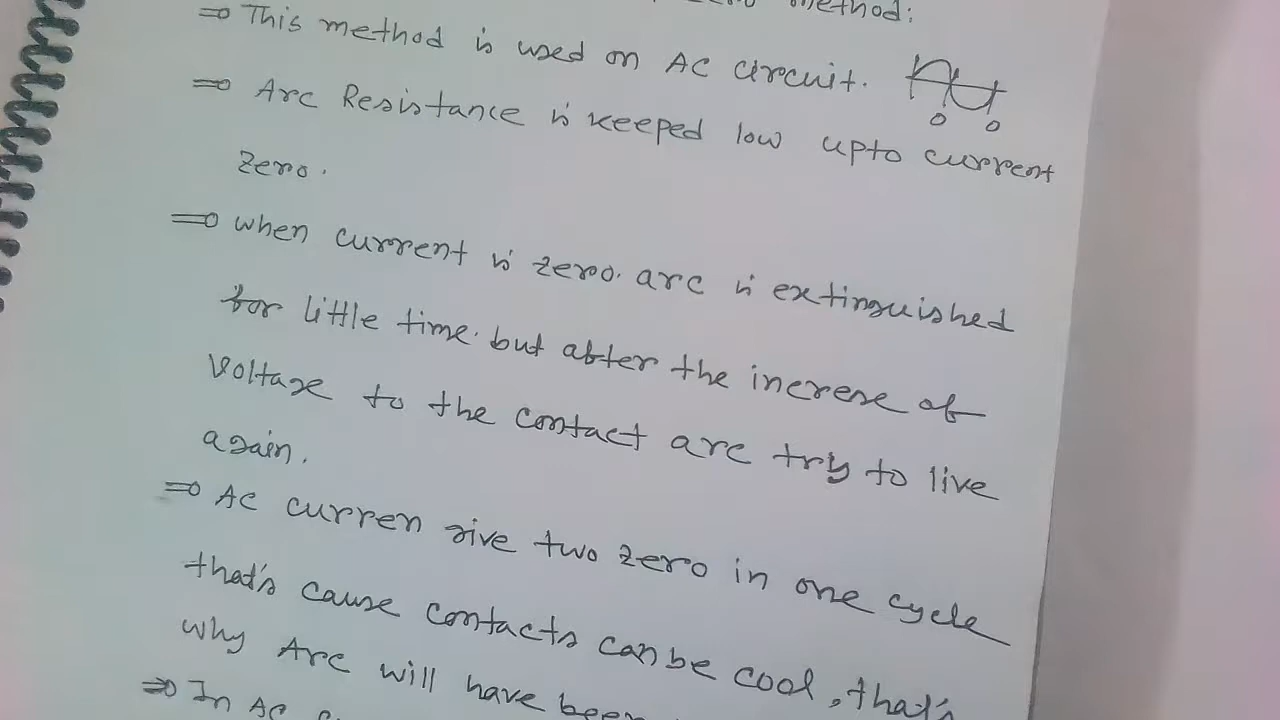 method:
⇒ This method is used on AC circuit.
0 0
⇒ Arc Resistance is keeped low upto current
zero.
⇒ when current is zero. arc is extinguished
for little time. but after the increse of
voltage to the contact arc try to live
again.
⇒ AC curren give two zero in one cycle
that's cause contacts can be cool, that's
why Arc will have been
⇒ In AC